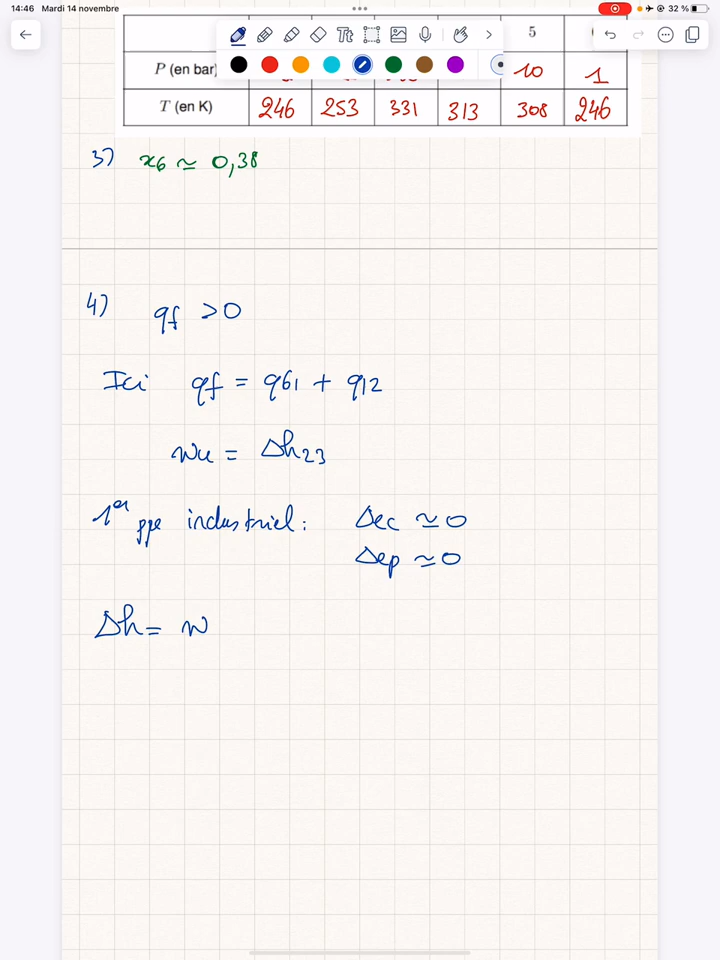 14:46 Mardi 14 novembre 32 %
Tt
5
P (en bar) 10 1
T (en K) 246 253 331 313 308 246
3) x6 ≃ 0,38
4) qf > 0
Ici qf = q61 + q12
wu = Δh23
1er ppe industriel : Δec ≃ 0
Δep ≃ 0
Δh = w